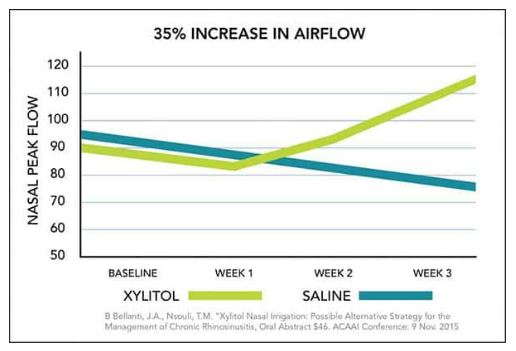 35% INCREASE IN AIRFLOW
NASAL PEAK FLOW
120
110
100
90
80
70
60
50
BASELINE WEEK 1 WEEK 2 WEEK 3
XYLITOL SALINE
B Bellanti, J.A., Nsouli, T.M. "Xylitol Nasal Irrigation: Possible Alternative Strategy for the
Management of Chronic Rhinosinusitis, Oral Abstract $46. ACAAI Conference: 9 Nov. 2015